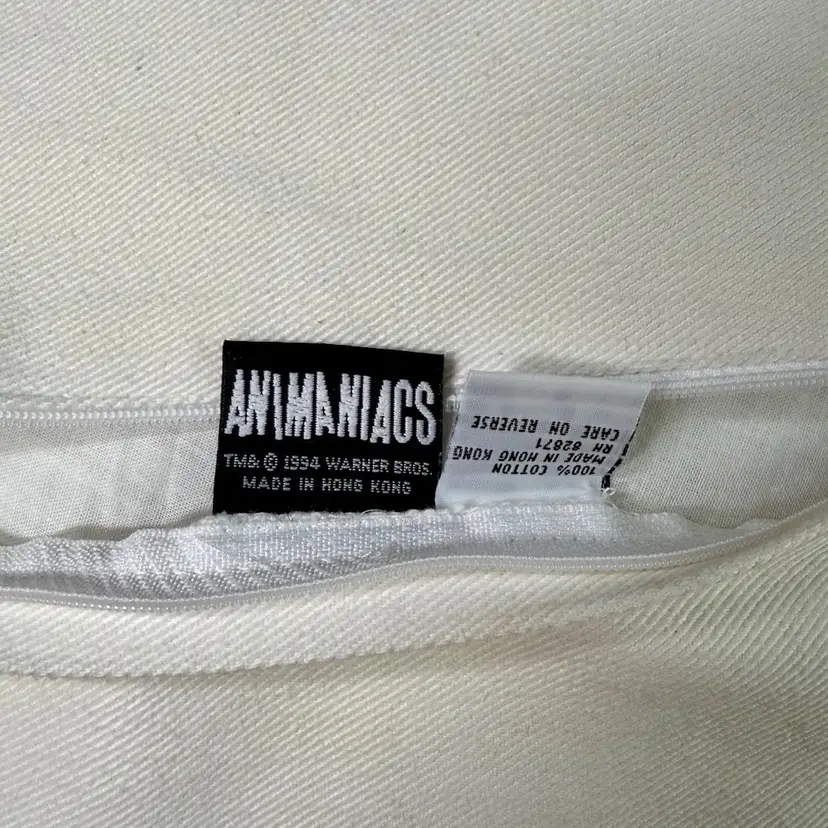 ANIMANIACS
TM& © 1994 WARNER BROS.
MADE IN HONG KONG
100% COTTON
MADE IN HONG KONG
RN 82871
CARE ON REVERSE